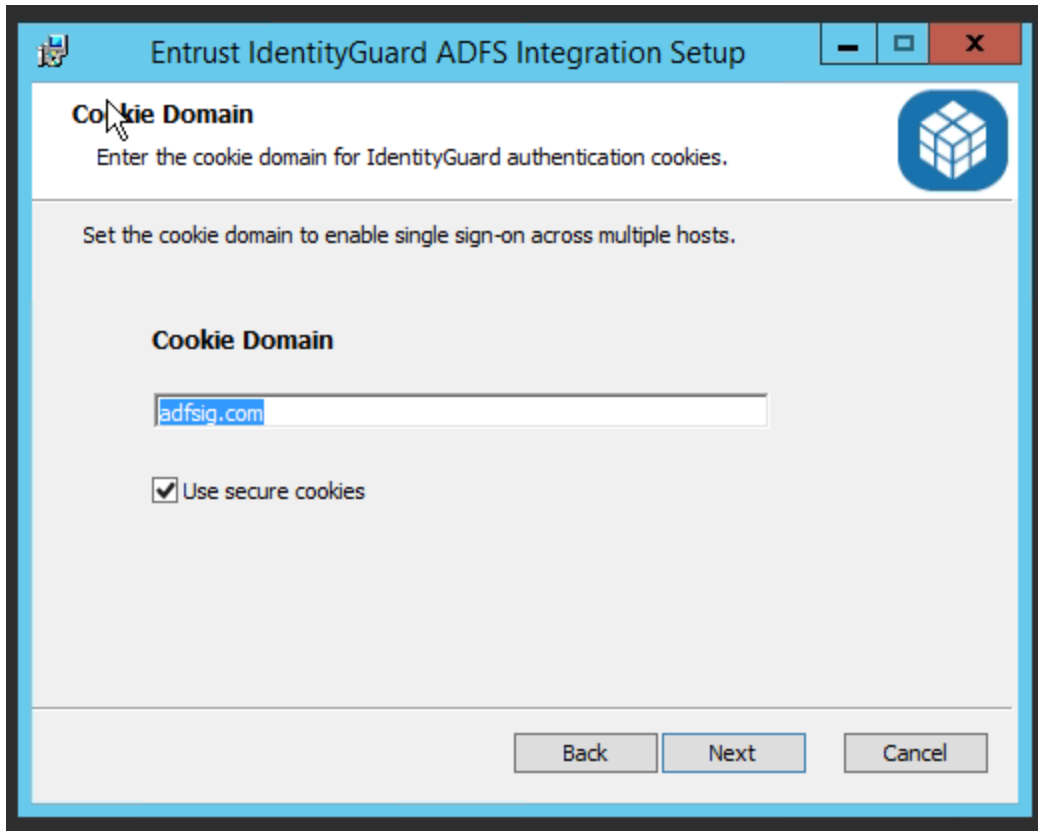 Entrust IdentityGuard ADFS Integration Setup
Cookie Domain
Enter the cookie domain for IdentityGuard authentication cookies.
Set the cookie domain to enable single sign-on across multiple hosts.
Cookie Domain
adfsig.com
Use secure cookies
Back Next Cancel